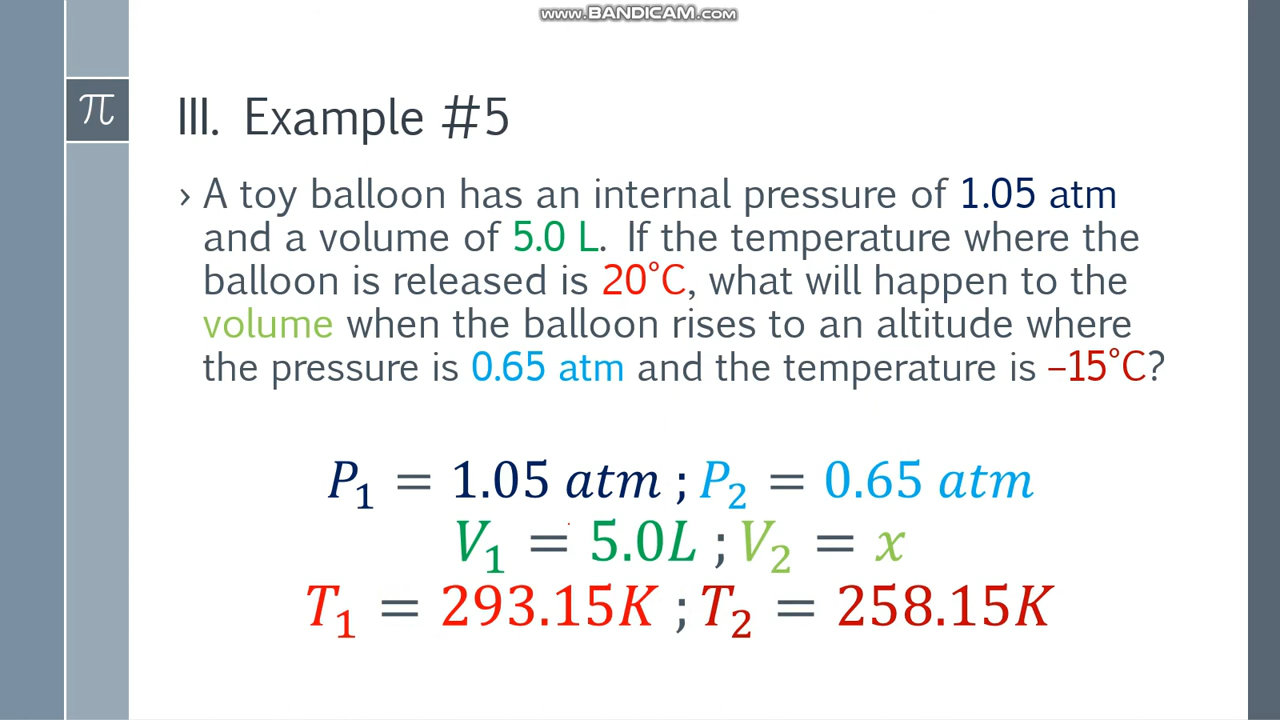 www.BANDICAM.com
π
III. Example #5
› A toy balloon has an internal pressure of 1.05 atm
and a volume of 5.0 L. If the temperature where the
balloon is released is 20°C, what will happen to the
volume when the balloon rises to an altitude where
the pressure is 0.65 atm and the temperature is –15°C?
P₁ = 1.05 atm ; P₂ = 0.65 atm
V₁ = 5.0L ; V₂ = x
T₁ = 293.15K ; T₂ = 258.15K